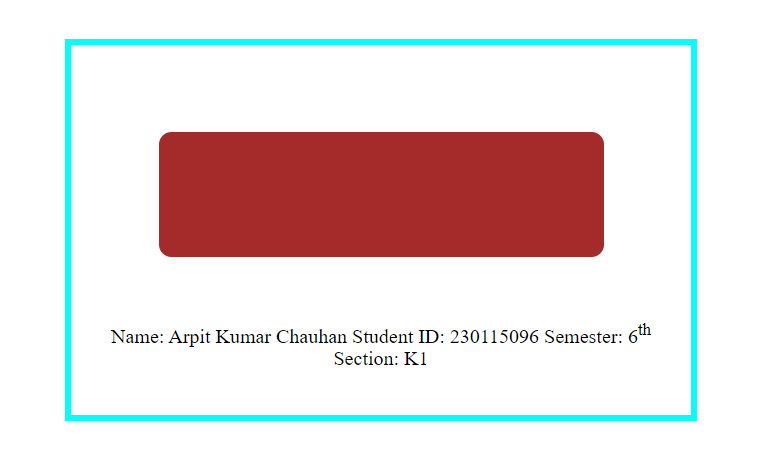 Name: Arpit Kumar Chauhan Student ID: 230115096 Semester: 6th
Section: K1